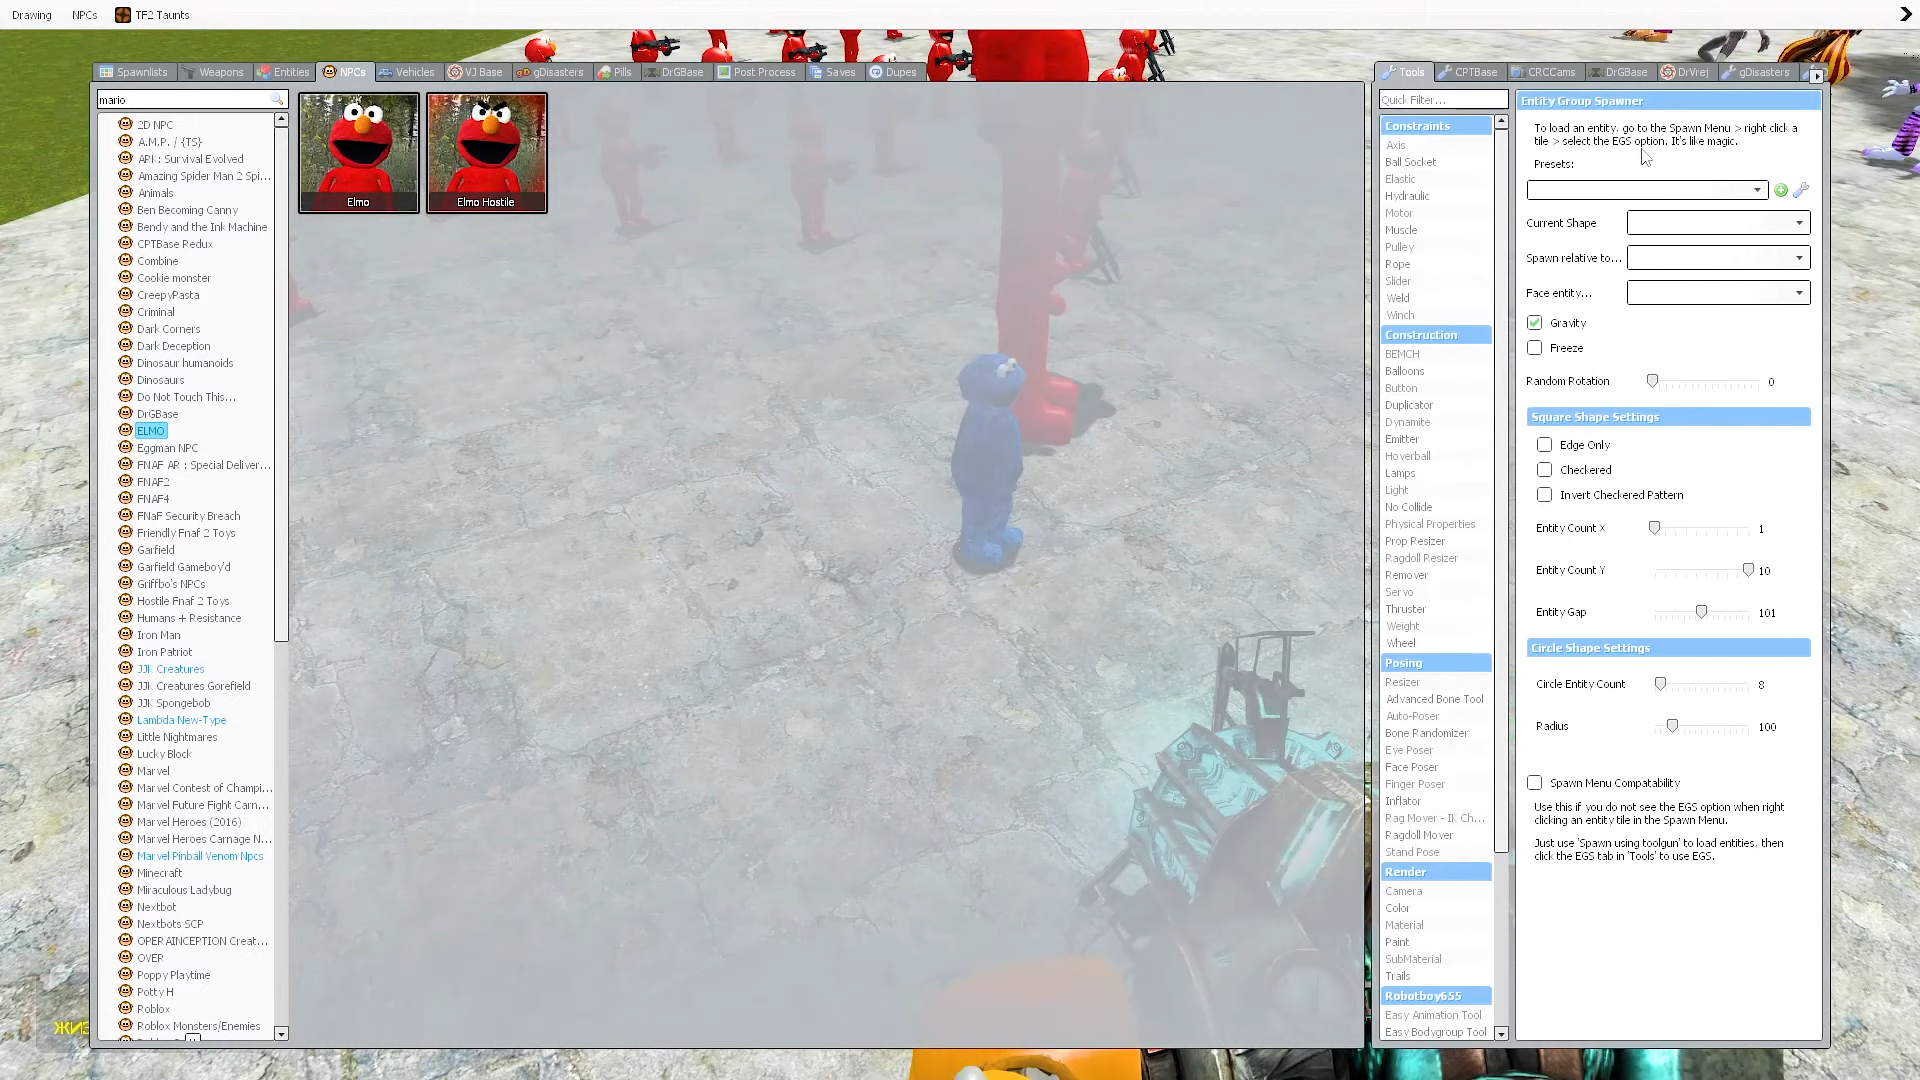 Drawing NPCs TF2 Taunts
Spawnlists Weapons Entities NPCs Vehicles VJ Base gDisasters Pills DrGBase Post Process Saves Dupes
mario
2D NPC
A.M.P. / {TS}
ARK: Survival Evolved
Amazing Spider Man 2 Spi...
Animals
Ben Becoming Canny
Bendy and the Ink Machine
CPTBase Redux
Combine
Cookie monster
CreepyPasta
Criminal
Dark Corners
Dark Deception
Dinosaur humanoids
Dinosaurs
Do Not Touch This...
DrGBase
ELMO
Eggman NPC
FNAF AR : Special Deliver...
FNAF2
FNAF4
FNaF Security Breach
Friendly Fnaf 2 Toys
Garfield
Garfield Gameboy'd
Griffbo's NPCs
Hostile Fnaf 2 Toys
Humans + Resistance
Iron Man
Iron Patriot
JJK Creatures
JJK Creatures Gorefield
JJK Spongebob
Lambda New-Type
Little Nightmares
Lucky Block
Marvel
Marvel Contest of Champi...
Marvel Future Fight Carn...
Marvel Heroes (2016)
Marvel Heroes Carnage N...
Marvel Pinball Venom Npcs
Minecraft
Miraculous Ladybug
Nextbot
Nextbots SCP
OPERAINCEPTION Creat...
OVER
Poppy Playtime
Potty H
Roblox
Roblox Monsters/Enemies
Elmo
Elmo Hostile
Tools CPTBase CRCCams DrGBase DrVrej gDisasters
Quick Filter...
Constraints
Axis
Ball Socket
Elastic
Hydraulic
Motor
Muscle
Pulley
Rope
Slider
Weld
Winch
Construction
BEMCH
Balloons
Button
Duplicator
Dynamite
Emitter
Hoverball
Lamps
Light
No Collide
Physical Properties
Prop Resizer
Ragdoll Resizer
Remover
Servo
Thruster
Weight
Wheel
Posing
Resizer
Advanced Bone Tool
Auto-Poser
Bone Randomizer
Eye Poser
Face Poser
Finger Poser
Inflator
Rag Mover - IK Ch...
Ragdoll Mover
Stand Pose
Render
Camera
Color
Material
Paint
SubMaterial
Trails
Robotboy655
Easy Animation Tool
Easy Bodygroup Tool
Entity Group Spawner
To load an entity, go to the Spawn Menu > right click a
tile > select the EGS option. It's like magic.
Presets:
Current Shape
Spawn relative to...
Face entity...
Gravity
Freeze
Random Rotation 0
Square Shape Settings
Edge Only
Checkered
Invert Checkered Pattern
Entity Count X 1
Entity Count Y 10
Entity Gap 101
Circle Shape Settings
Circle Entity Count 8
Radius 100
Spawn Menu Compatability
Use this if you do not see the EGS option when right
clicking an entity tile in the Spawn Menu.
Just use 'Spawn using toolgun' to load entities, then
click the EGS tab in 'Tools' to use EGS.